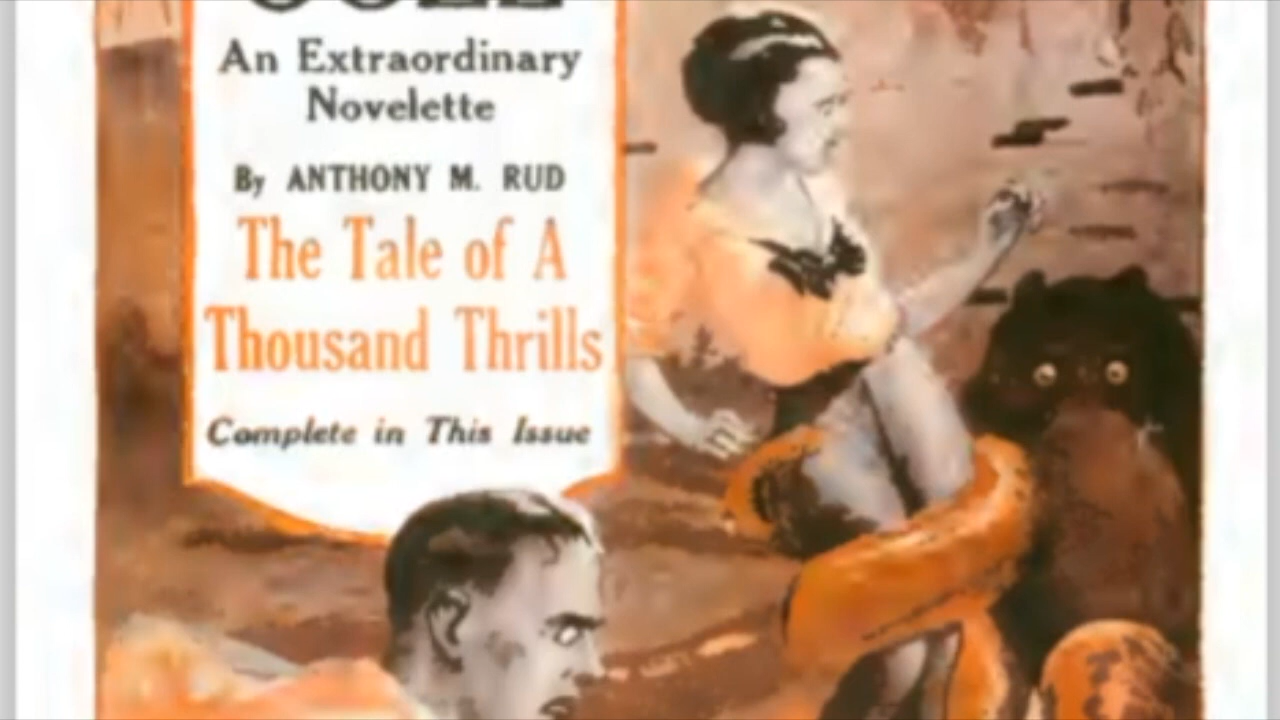 An Extraordinary
Novelette
By ANTHONY M. RUD
The Tale of A
Thousand Thrills
Complete in This Issue